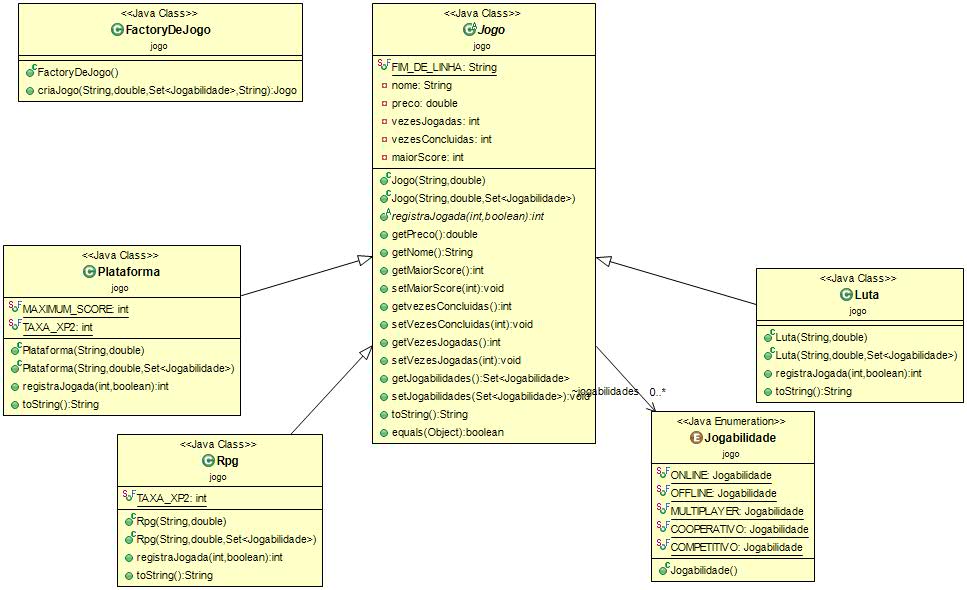 <<Java Class>>
FactoryDeJogo
jogo
FactoryDeJogo()
criaJogo(String,double,Set<Jogabilidade>,String):Jogo
<<Java Class>>
Jogo
jogo
FIM_DE_LINHA: String
nome: String
preco: double
vezesJogadas: int
vezesConcluidas: int
maiorScore: int
Jogo(String,double)
Jogo(String,double,Set<Jogabilidade>)
registraJogada(int,boolean):int
getPreco():double
getNome():String
getMaiorScore():int
setMaiorScore(int):void
getvezesConcluidas():int
setVezesConcluidas(int):void
getVezesJogadas():int
setVezesJogadas(int):void
getJogabilidades():Set<Jogabilidade>
setJogabilidades(Set<Jogabilidade>):void
toString():String
equals(Object):boolean
<<Java Class>>
Plataforma
jogo
MAXIMUM_SCORE: int
TAXA_XP2: int
Plataforma(String,double)
Plataforma(String,double,Set<Jogabilidade>)
registraJogada(int,boolean):int
toString():String
<<Java Class>>
Luta
jogo
Luta(String,double)
Luta(String,double,Set<Jogabilidade>)
registraJogada(int,boolean):int
toString():String
~jogabilidades 0..*
<<Java Class>>
Rpg
jogo
TAXA_XP2: int
Rpg(String,double)
Rpg(String,double,Set<Jogabilidade>)
registraJogada(int,boolean):int
toString():String
<<Java Enumeration>>
Jogabilidade
jogo
ONLINE: Jogabilidade
OFFLINE: Jogabilidade
MULTIPLAYER: Jogabilidade
COOPERATIVO: Jogabilidade
COMPETITIVO: Jogabilidade
Jogabilidade()